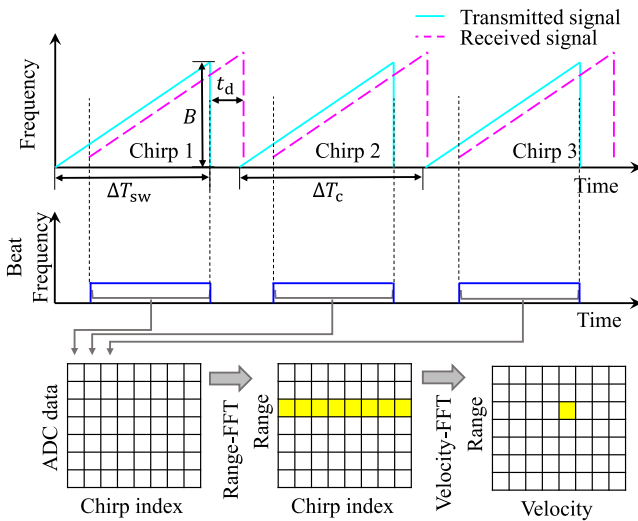 Transmitted signal
Received signal
Frequency
B
t_d
Chirp 1
Chirp 2
Chirp 3
ΔT_sw
ΔT_c
Time
Beat
Frequency
Time
ADC data
Chirp index
Range-FFT
Range
Chirp index
Velocity-FFT
Range
Velocity